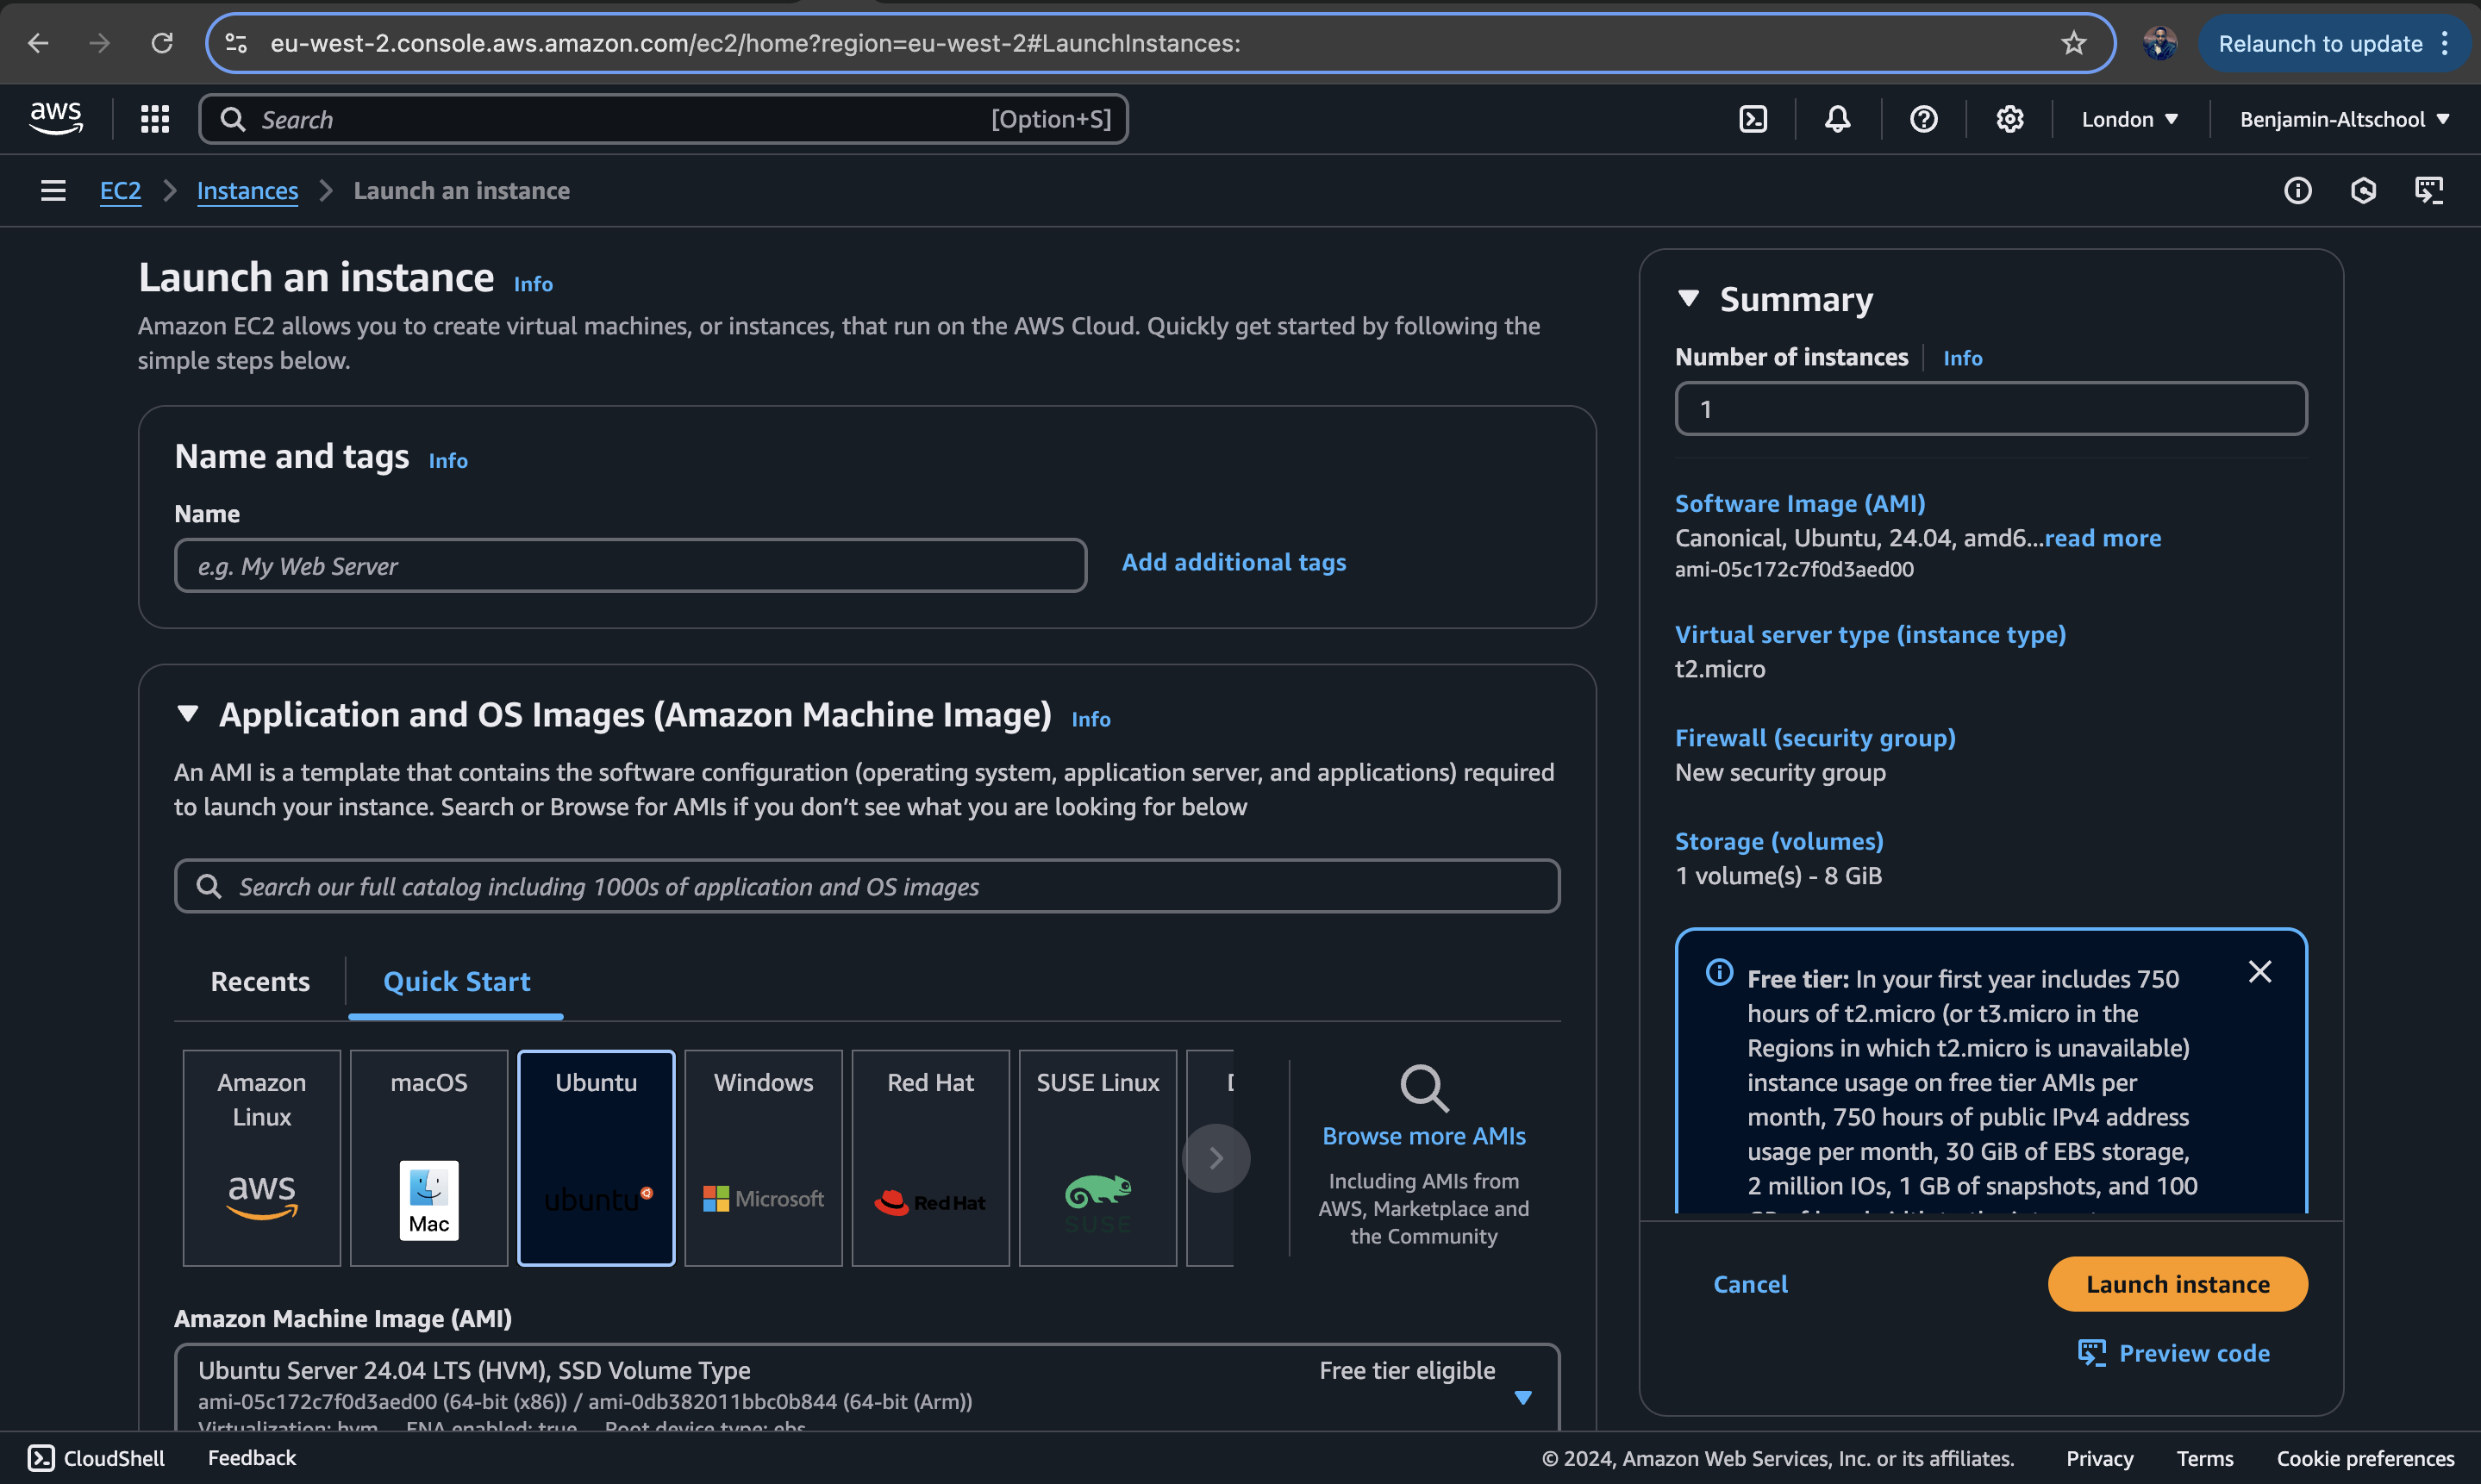 eu-west-2.console.aws.amazon.com/ec2/home?region=eu-west-2#LaunchInstances:
Relaunch to update
aws
Search
[Option+S]
London
Benjamin-Altschool
EC2
Instances
Launch an instance
Launch an instance Info
Amazon EC2 allows you to create virtual machines, or instances, that run on the AWS Cloud. Quickly get started by following the
simple steps below.
Name and tags Info
Name
e.g. My Web Server
Add additional tags
Application and OS Images (Amazon Machine Image) Info
An AMI is a template that contains the software configuration (operating system, application server, and applications) required
to launch your instance. Search or Browse for AMIs if you don’t see what you are looking for below
Search our full catalog including 1000s of application and OS images
Recents
Quick Start
Amazon
Linux
aws
macOS
Mac
Ubuntu
ubuntu
Windows
Microsoft
Red Hat
Red Hat
SUSE Linux
SUSE
Browse more AMIs
Including AMIs from
AWS, Marketplace and
the Community
Amazon Machine Image (AMI)
Ubuntu Server 24.04 LTS (HVM), SSD Volume Type
Free tier eligible
ami-05c172c7f0d3aed00 (64-bit (x86)) / ami-0db382011bbc0b844 (64-bit (Arm))
Virtualization: hvm ENA enabled: true Root device type: ebs
Summary
Number of instances Info
1
Software Image (AMI)
Canonical, Ubuntu, 24.04, amd6...read more
ami-05c172c7f0d3aed00
Virtual server type (instance type)
t2.micro
Firewall (security group)
New security group
Storage (volumes)
1 volume(s) - 8 GiB
Free tier: In your first year includes 750
hours of t2.micro (or t3.micro in the
Regions in which t2.micro is unavailable)
instance usage on free tier AMIs per
month, 750 hours of public IPv4 address
usage per month, 30 GiB of EBS storage,
2 million IOs, 1 GB of snapshots, and 100
Cancel
Launch instance
Preview code
CloudShell
Feedback
© 2024, Amazon Web Services, Inc. or its affiliates.
Privacy
Terms
Cookie preferences